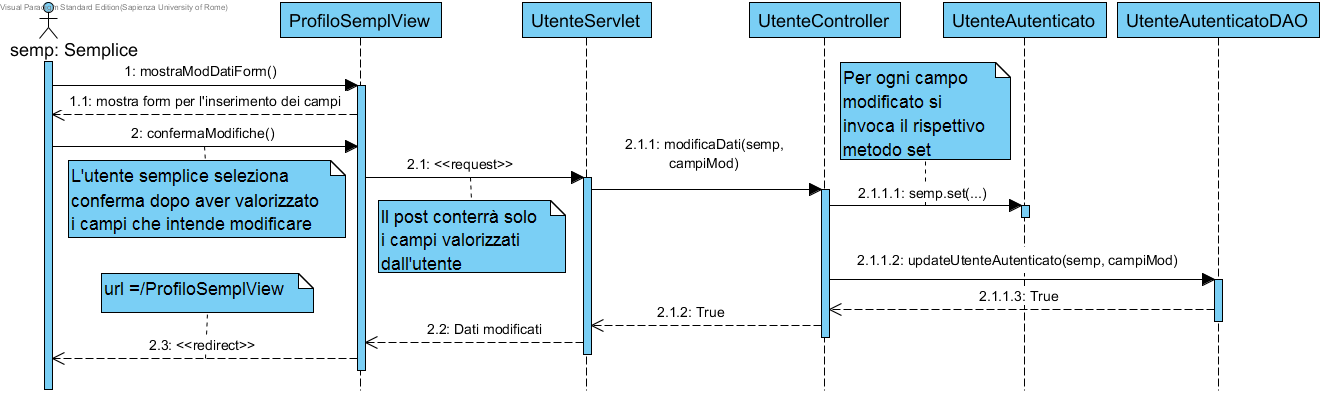 Visual Paradigm Standard Edition(Sapienza University of Rome)
semp: Semplice
ProfiloSemplView
UtenteServlet
UtenteController
UtenteAutenticato
UtenteAutenticatoDAO
1: mostraModDatiForm()
1.1: mostra form per l'inserimento dei campi
2: confermaModifiche()
L'utente semplice seleziona
conferma dopo aver valorizzato
i campi che intende modificare
2.1: <<request>>
Il post conterrà solo
i campi valorizzati
dall'utente
2.1.1: modificaDati(semp,
campiMod)
Per ogni campo
modificato si
invoca il rispettivo
metodo set
2.1.1.1: semp.set(...)
2.1.1.2: updateUtenteAutenticato(semp, campiMod)
2.1.1.3: True
2.1.2: True
2.2: Dati modificati
url =/ProfiloSemplView
2.3: <<redirect>>